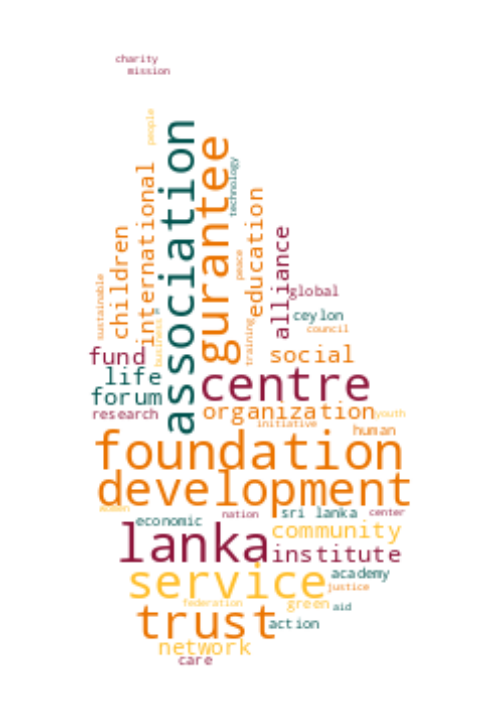 charity
mission
people
association
gurantee
technology
international
education
children
alliance
peace
sustainable
global
ceylon
business
training
council
fund
social
life
centre
forum
research
organization
youth
initiative
human
foundation
development
women
nation
sri lanka
center
economic
lanka
community
institute
service
academy
justice
federation
green
aid
trust
action
network
care